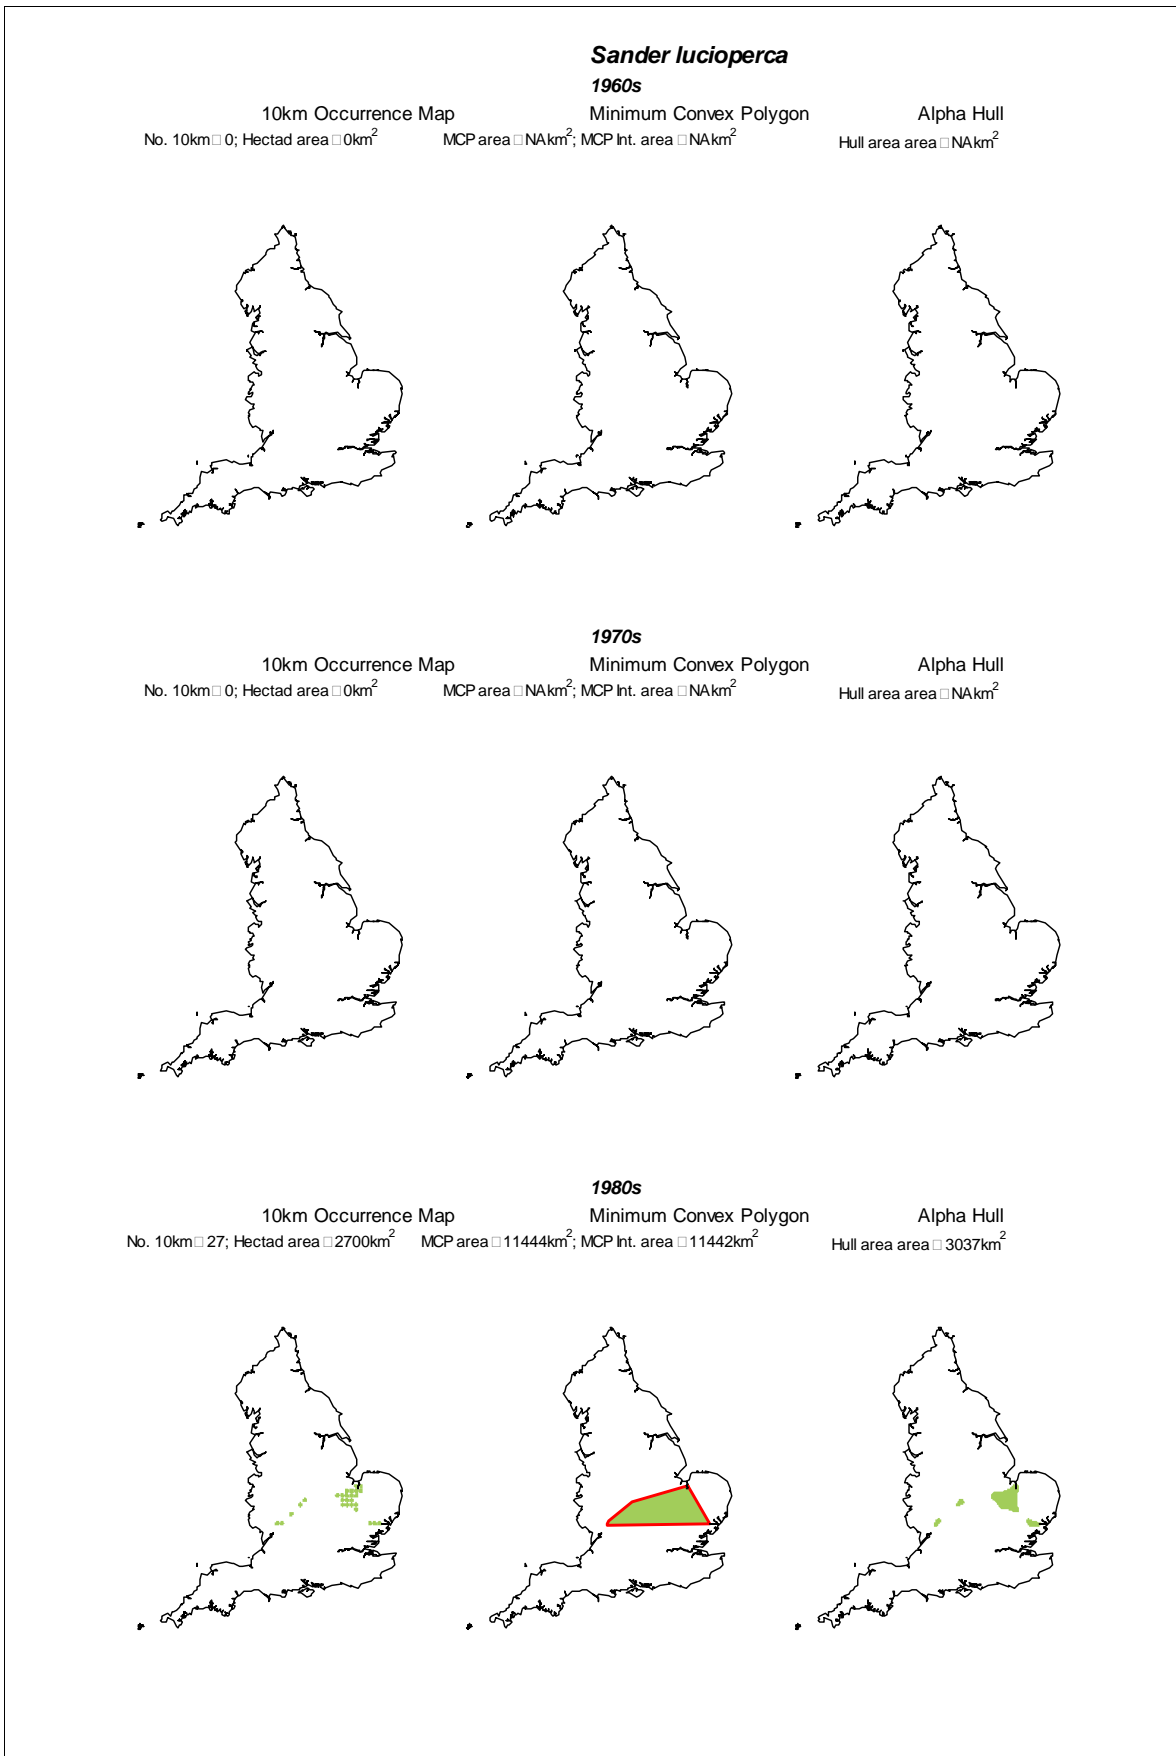 Sander lucioperca
1960s
10km Occurrence Map Minimum Convex Polygon Alpha Hull
No. 10km□0; Hectad area□0km² MCP area□NAkm²; MCP Int. area□NAkm² Hull area area□NAkm²
1970s
10km Occurrence Map Minimum Convex Polygon Alpha Hull
No. 10km□0; Hectad area□0km² MCP area□NAkm²; MCP Int. area□NAkm² Hull area area□NAkm²
1980s
10km Occurrence Map Minimum Convex Polygon Alpha Hull
No. 10km□27; Hectad area□2700km² MCP area□11444km²; MCP Int. area□11442km² Hull area area□3037km²